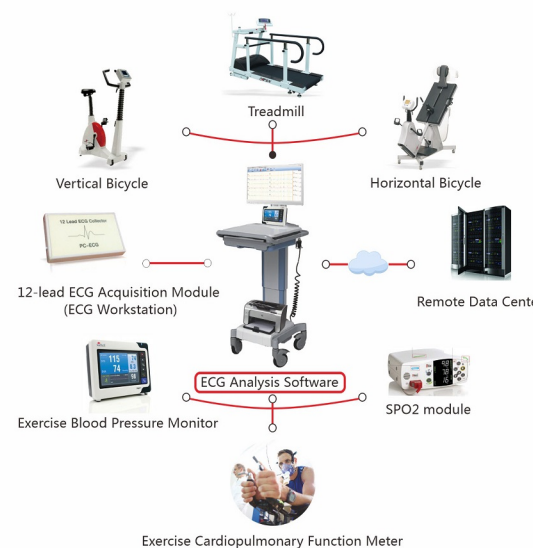 Treadmill
Vertical Bicycle
Horizontal Bicycle
12 Lead ECG Collector
PC-ECG
12-lead ECG Acquisition Module
(ECG Workstation)
Remote Data Cent
ECG Analysis Software
115
74
Exercise Blood Pressure Monitor
SPO2 module
Exercise Cardiopulmonary Function Meter